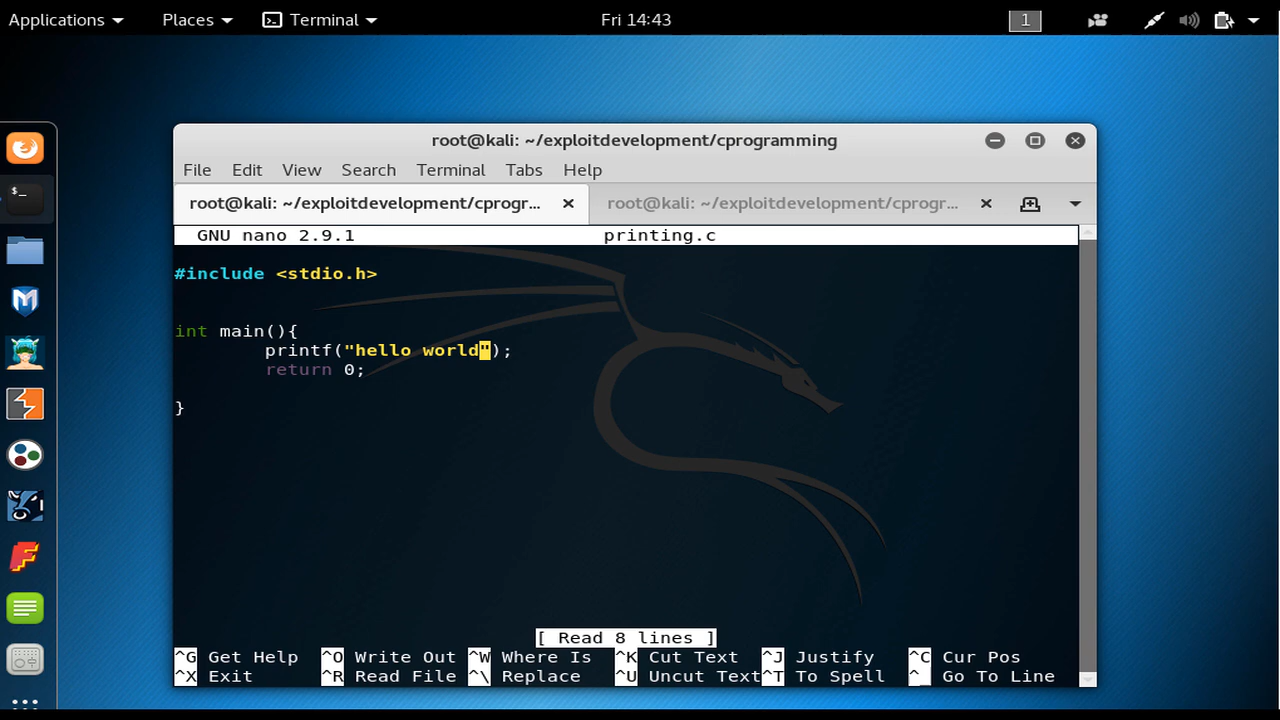 Applications Places Terminal Fri 14:43 1
root@kali: ~/exploitdevelopment/cprogramming
File Edit View Search Terminal Tabs Help
root@kali: ~/exploitdevelopment/cprogr... root@kali: ~/exploitdevelopment/cprogr...
GNU nano 2.9.1 printing.c
#include <stdio.h>
int main(){
printf("hello world");
return 0;
}
[ Read 8 lines ]
^G Get Help ^O Write Out ^W Where Is ^K Cut Text ^J Justify ^C Cur Pos
^X Exit ^R Read File ^\ Replace ^U Uncut Text ^T To Spell ^_ Go To Line